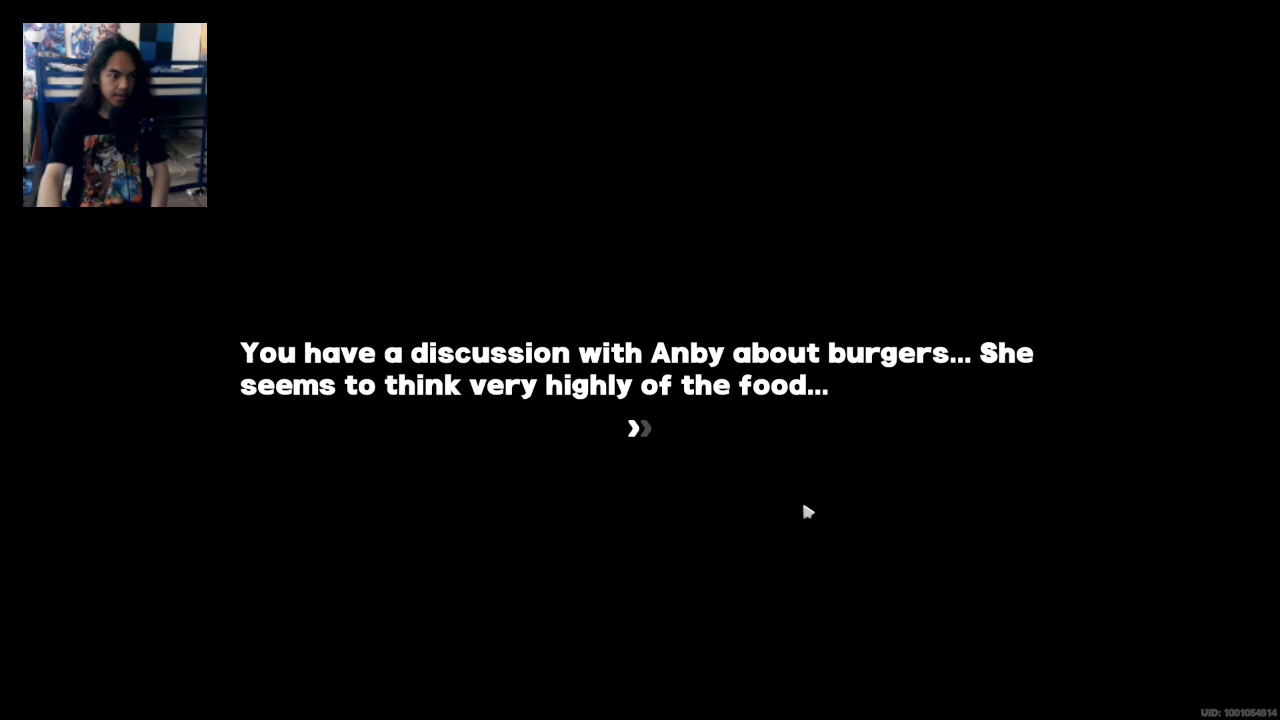 You have a discussion with Anby about burgers... She
seems to think very highly of the food...
UID: 1001054614